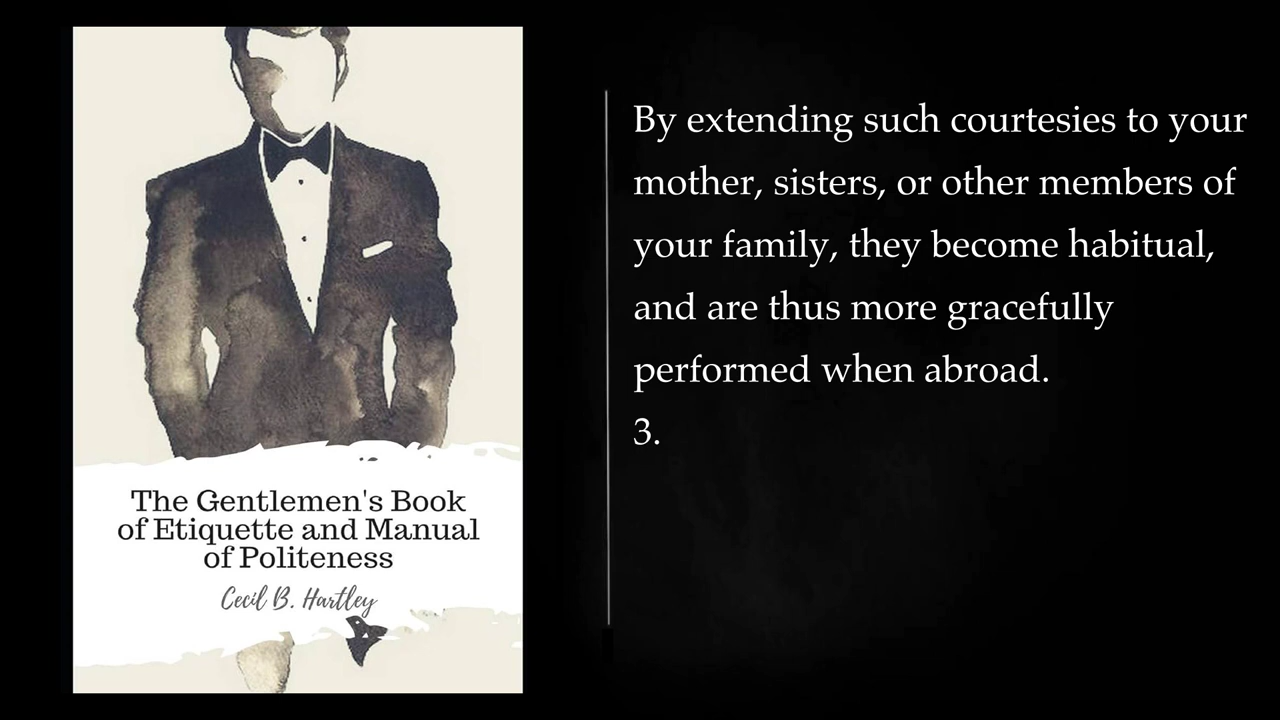 The Gentlemen's Book
of Etiquette and Manual
of Politeness
Cecil B. Hartley
By extending such courtesies to your
mother, sisters, or other members of
your family, they become habitual,
and are thus more gracefully
performed when abroad.
3.